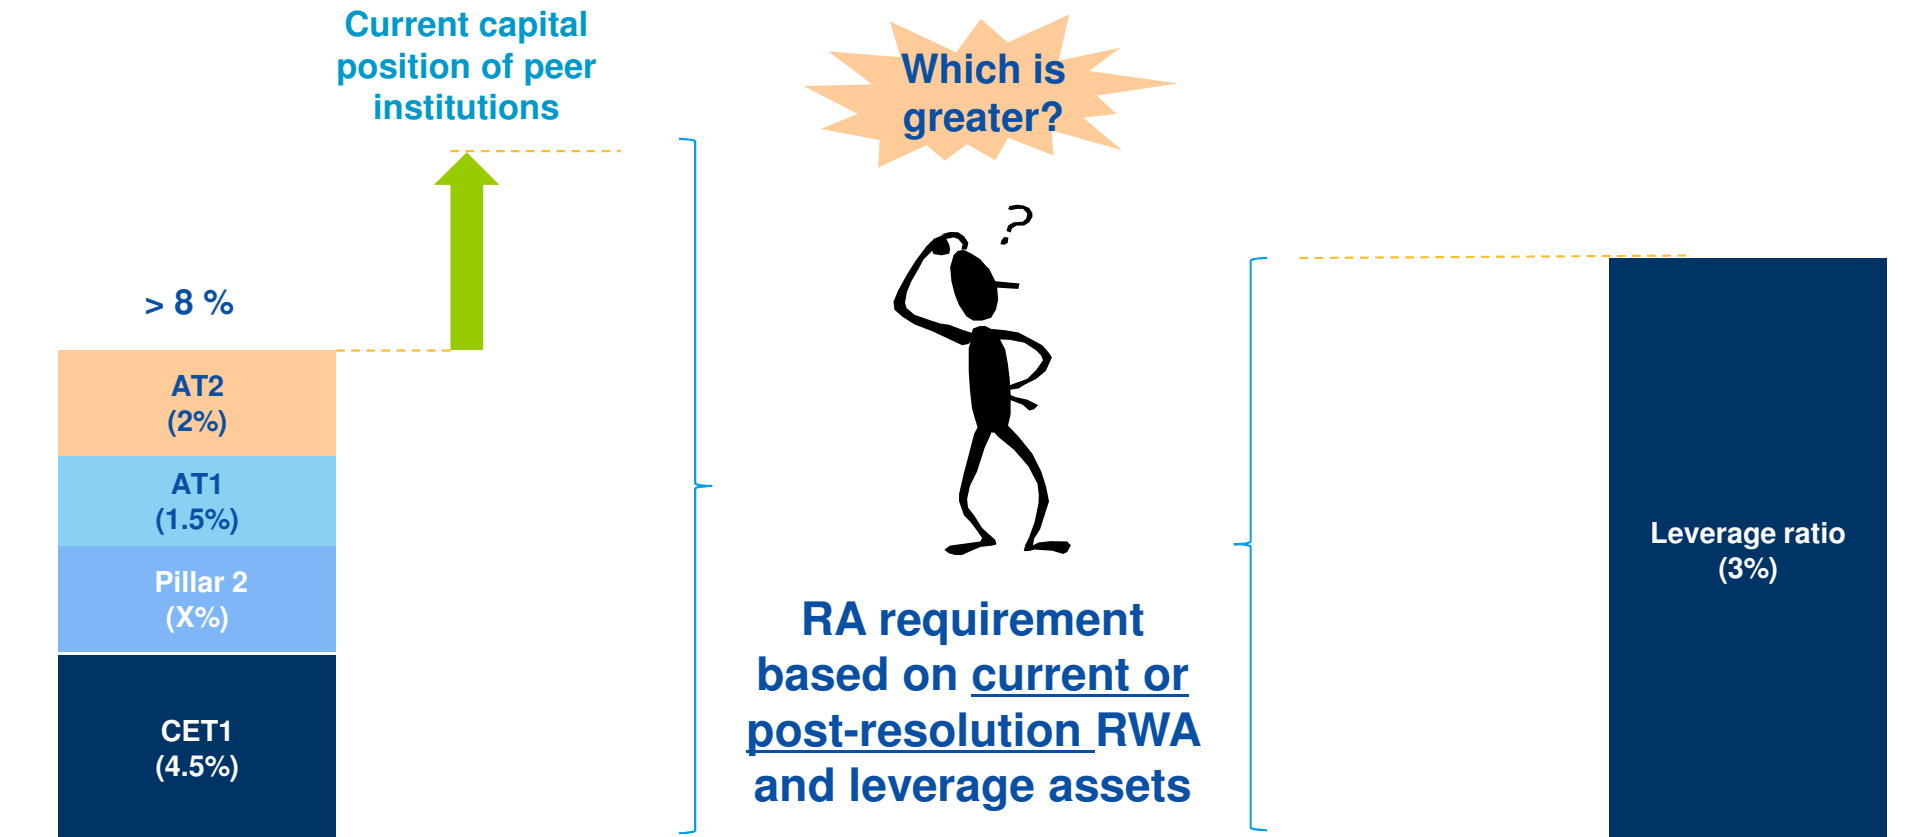 Current capital
position of peer
institutions
Which is
greater?
?
> 8 %
AT2
(2%)
AT1
(1.5%)
Pillar 2
(X%)
CET1
(4.5%)
RA requirement
based on current or
post-resolution RWA
and leverage assets
Leverage ratio
(3%)